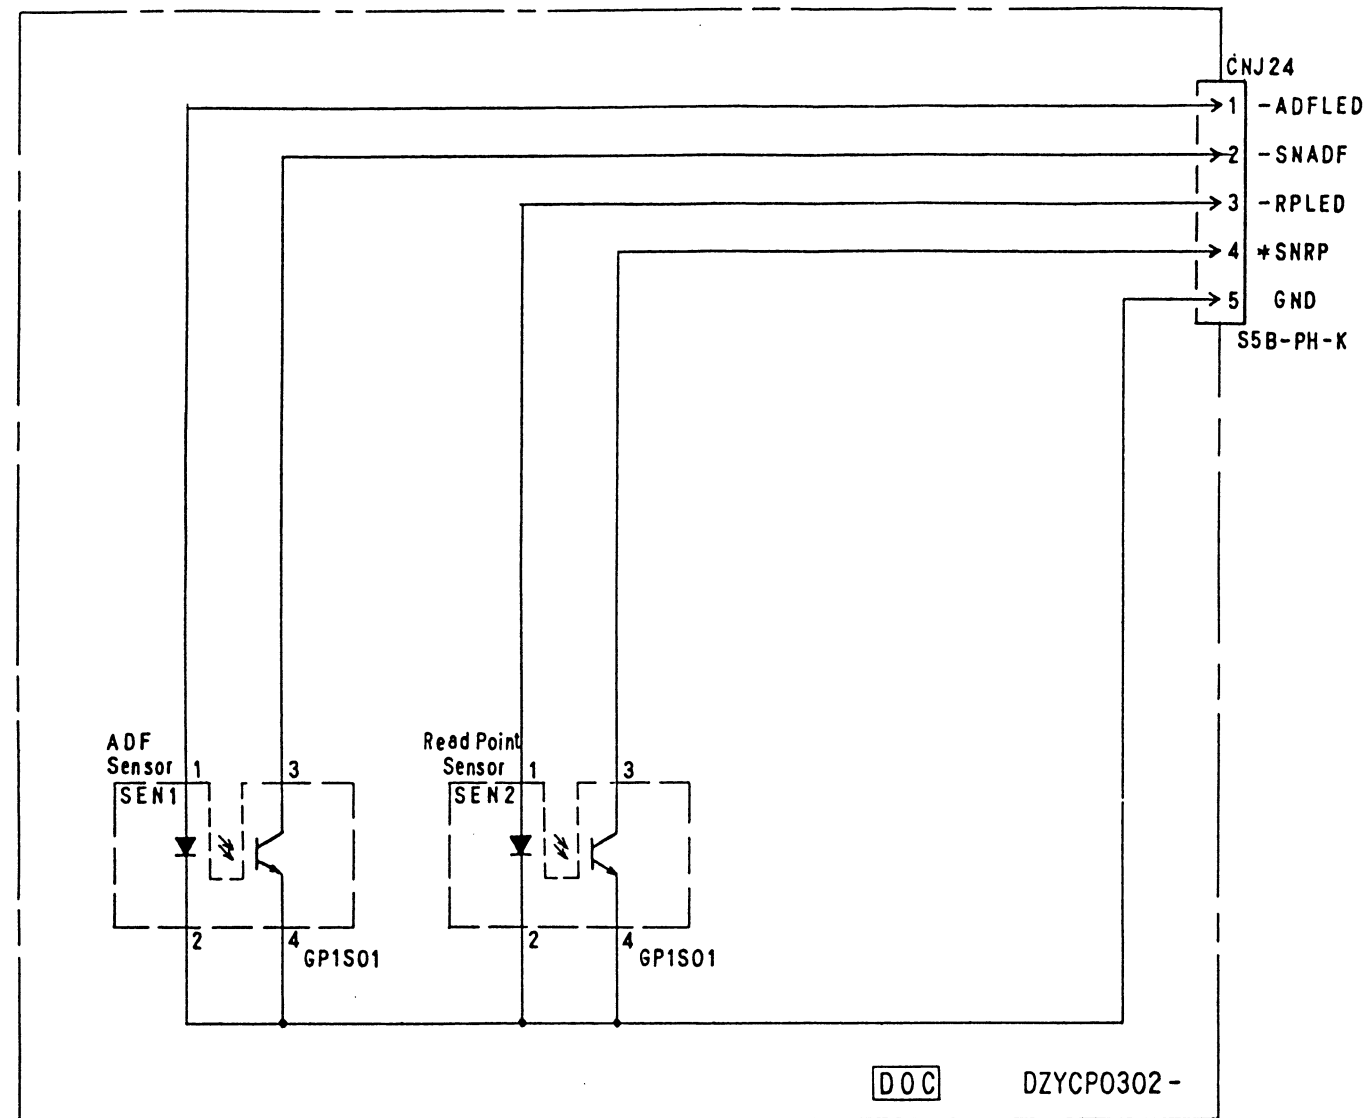 CNJ24
1 -ADFLED
2 -SNADF
3 -RPLED
4 *SNRP
5 GND
S5B-PH-K
ADF
Sensor 1 3
SEN1
2 4
GP1S01
Read Point
Sensor 1 3
SEN2
2 4
GP1S01
DOC DZYCP0302-